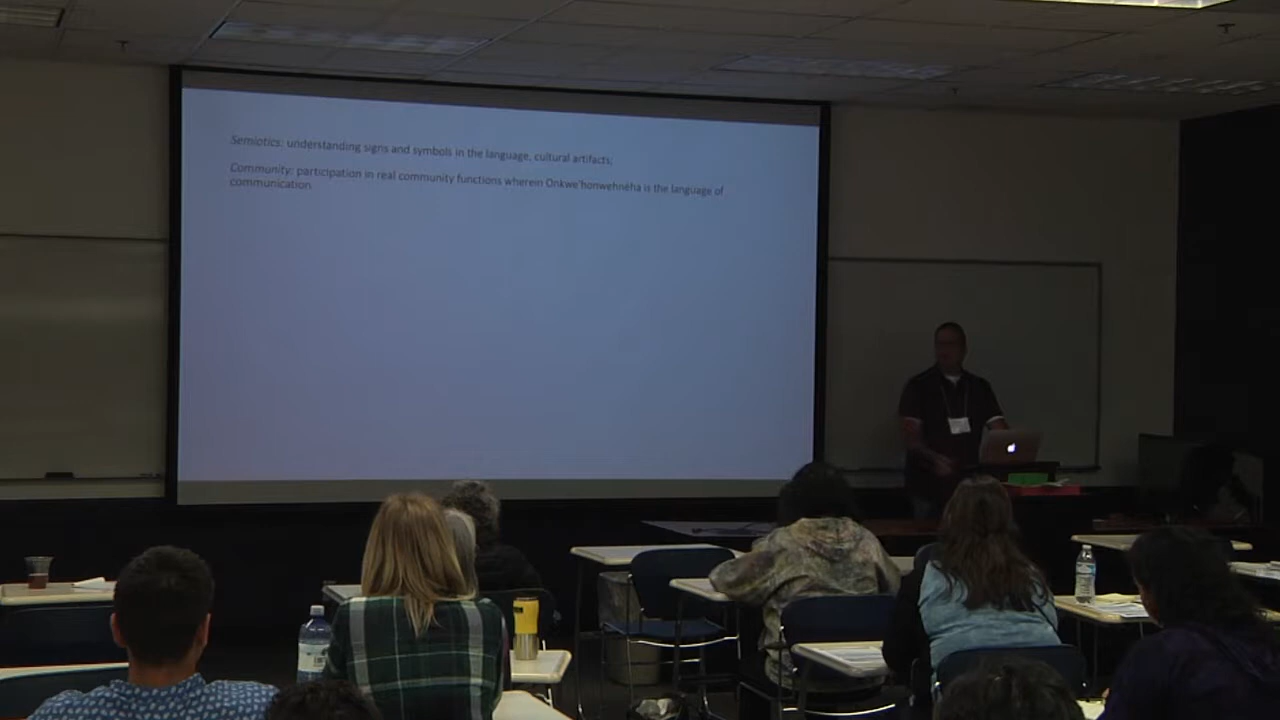 Semiotics: understanding signs and symbols in the language, cultural artifacts;
Community: participation in real community functions wherein Onkwe'honwehnéha is the language of
communication.